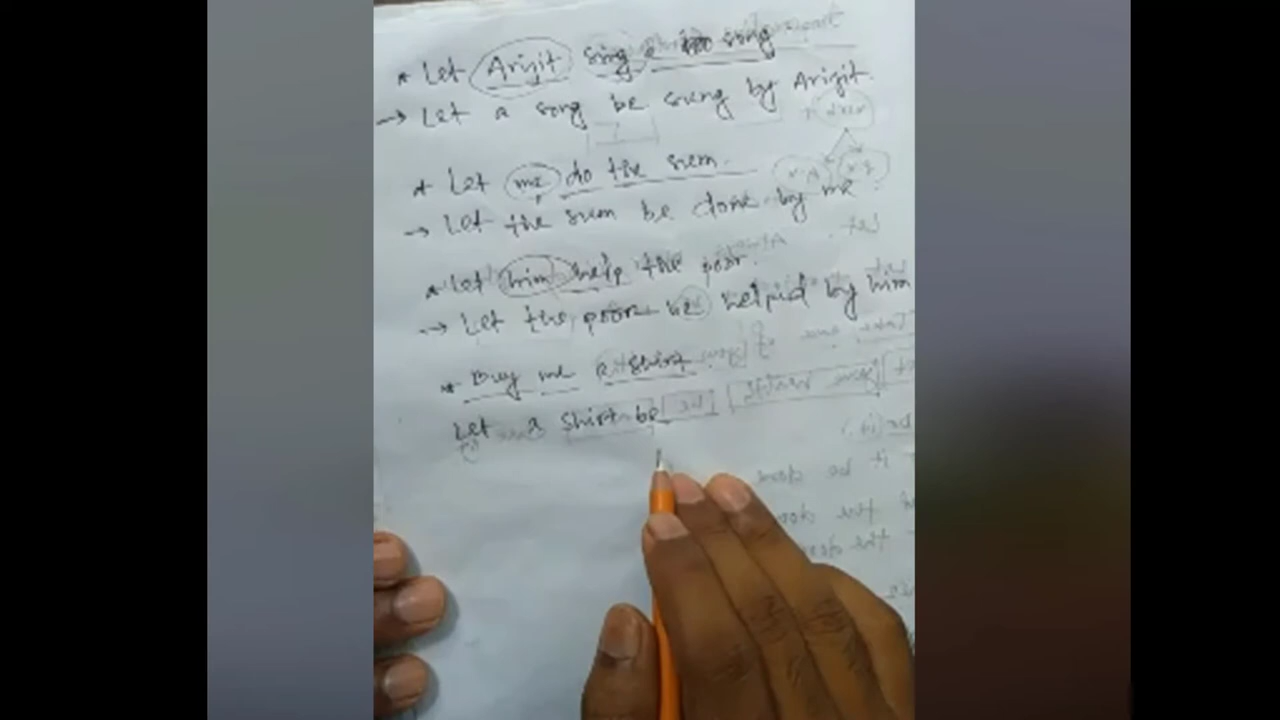 * Let Arijit sing a song
→ Let a song be sung by Arijit.
* Let me do the sum.
→ Let the sum be done by me.
* Let him help the poor.
→ Let the poor be helped by him
* Buy me a shirt.
Let a shirt be